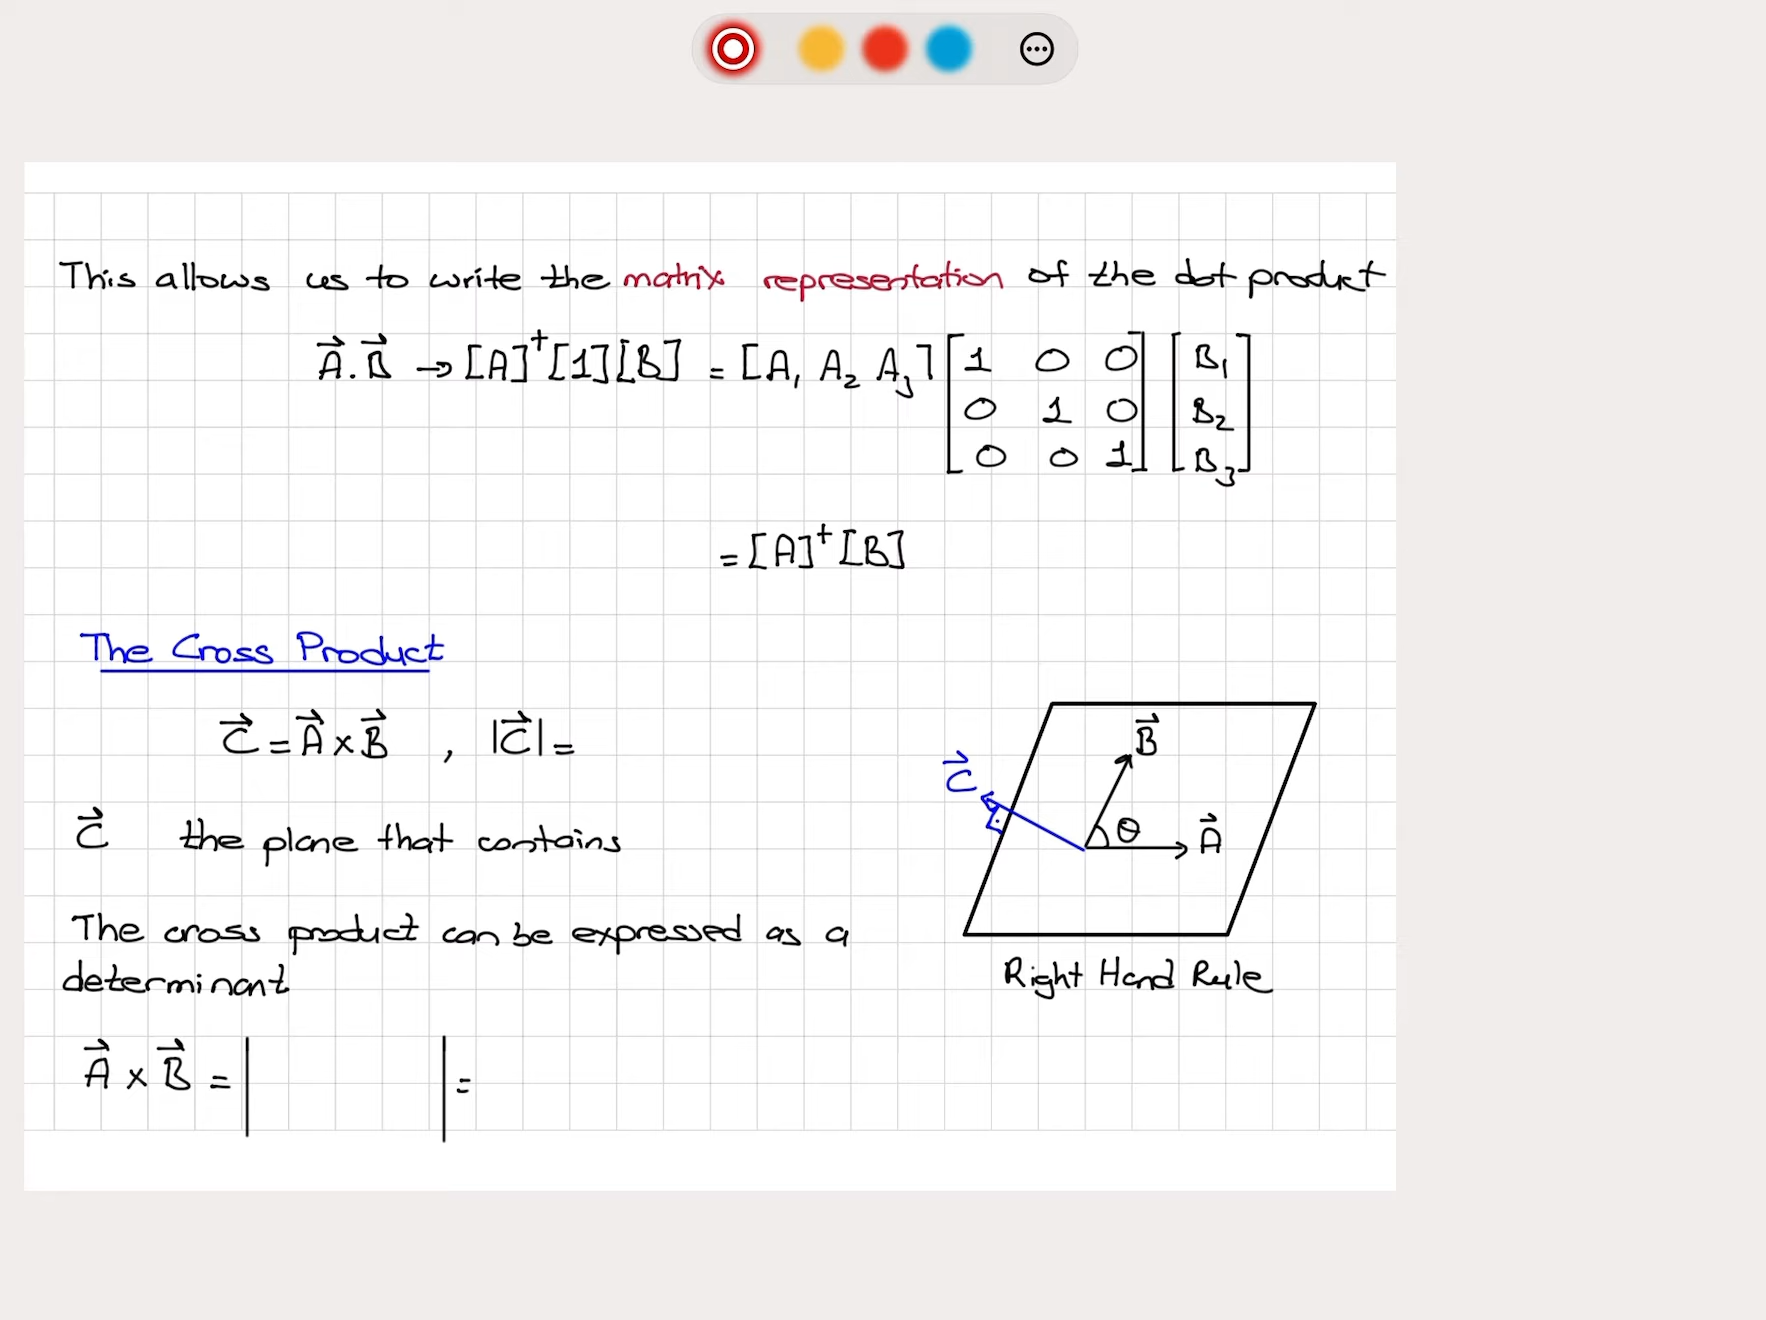 This allows us to write the matrix representation of the dot product
A⃗.B⃗ → [A]⁺[1][B] = [A₁ A₂ A₃] [1 0 0] [B₁]
0 1 0 B₂
0 0 1 B₃
= [A]⁺[B]
The Cross Product
C⃗ = A⃗ × B⃗ , |C⃗| =
C⃗ the plane that contains
The cross product can be expressed as a
determinant
A⃗ × B⃗ = | | =
B⃗
C⃗
θ A⃗
Right Hand Rule